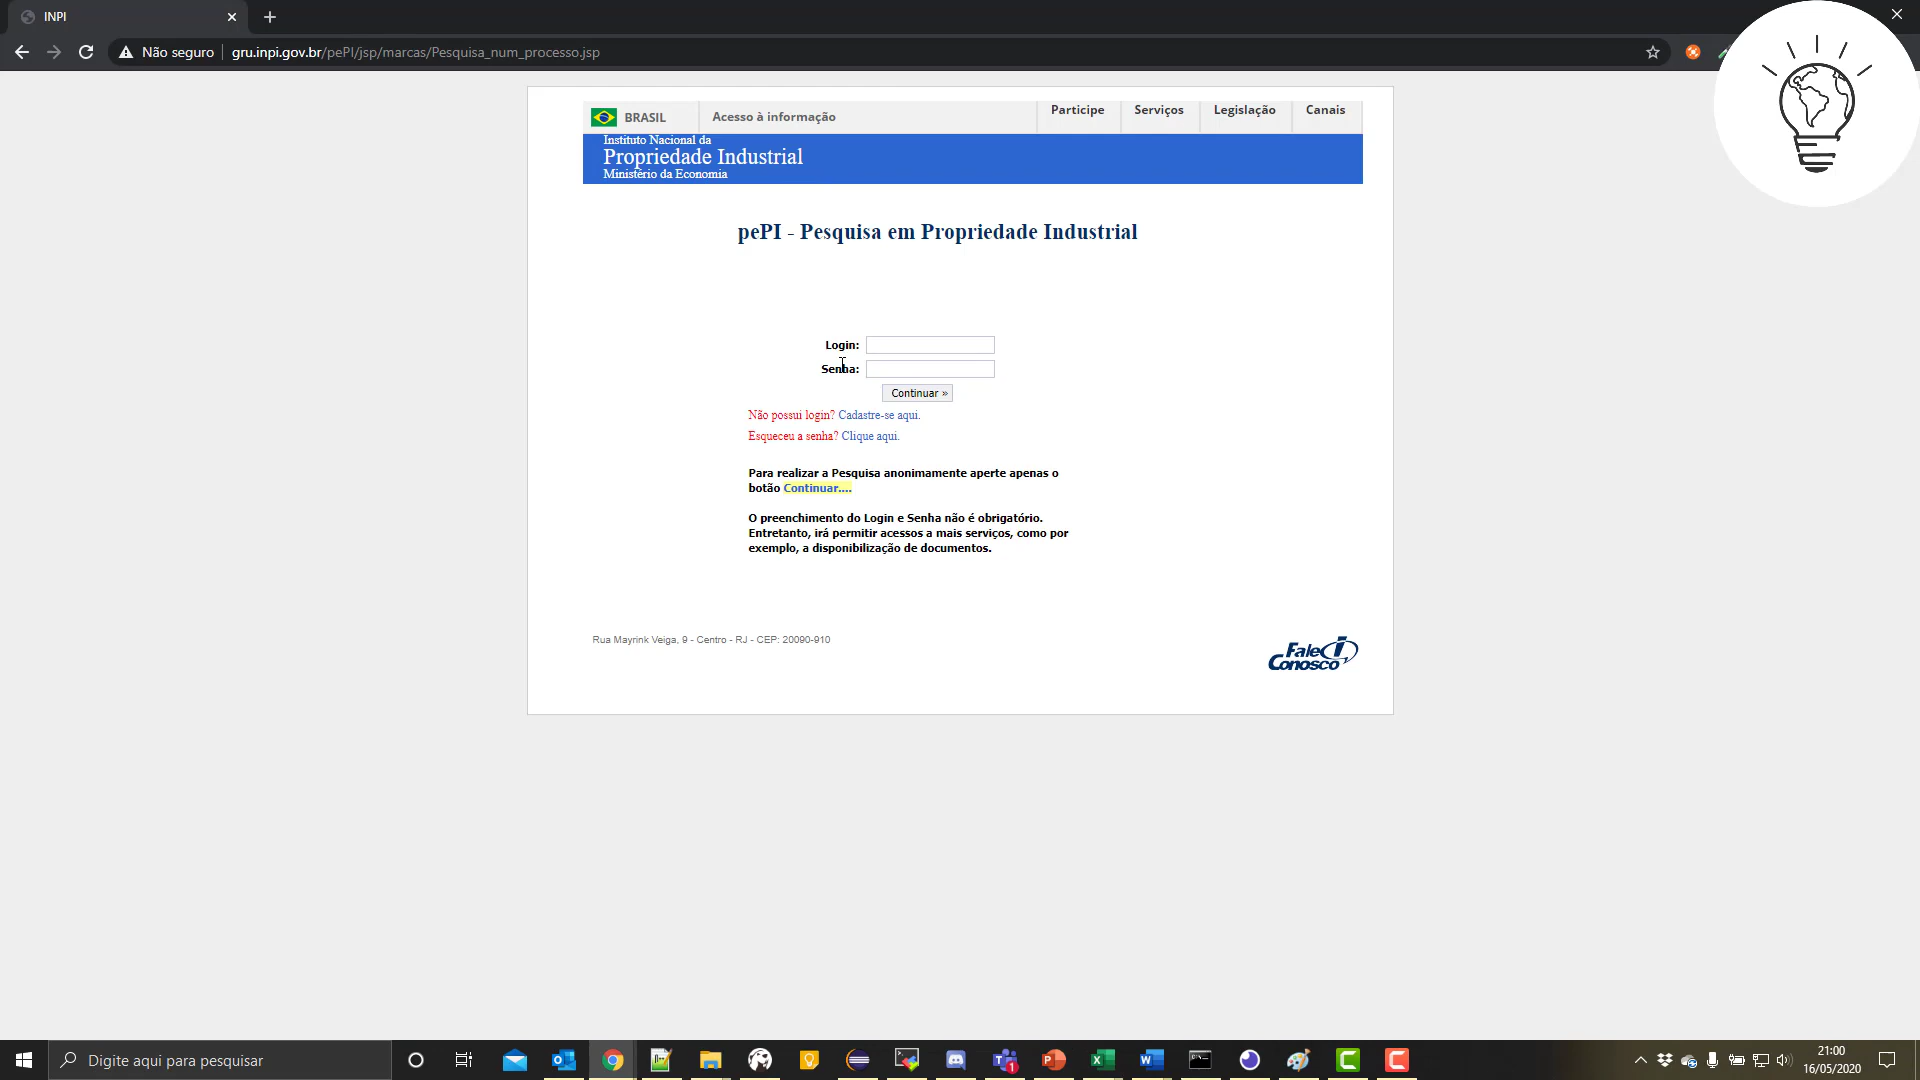 INPI
Não seguro
gru.inpi.gov.br/pePI/jsp/marcas/Pesquisa_num_processo.jsp
BRASIL
Acesso à informação
Participe
Serviços
Legislação
Canais
Instituto Nacional da
Propriedade Industrial
Ministério da Economia
pePI - Pesquisa em Propriedade Industrial
Login:
Senha:
Continuar »
Não possui login? Cadastre-se aqui.
Esqueceu a senha? Clique aqui.
Para realizar a Pesquisa anonimamente aperte apenas o
botão Continuar....
O preenchimento do Login e Senha não é obrigatório.
Entretanto, irá permitir acessos a mais serviços, como por
exemplo, a disponibilização de documentos.
Rua Mayrink Veiga, 9 - Centro - RJ - CEP: 20090-910
Fale
Conosco
Digite aqui para pesquisar
21:00
16/05/2020